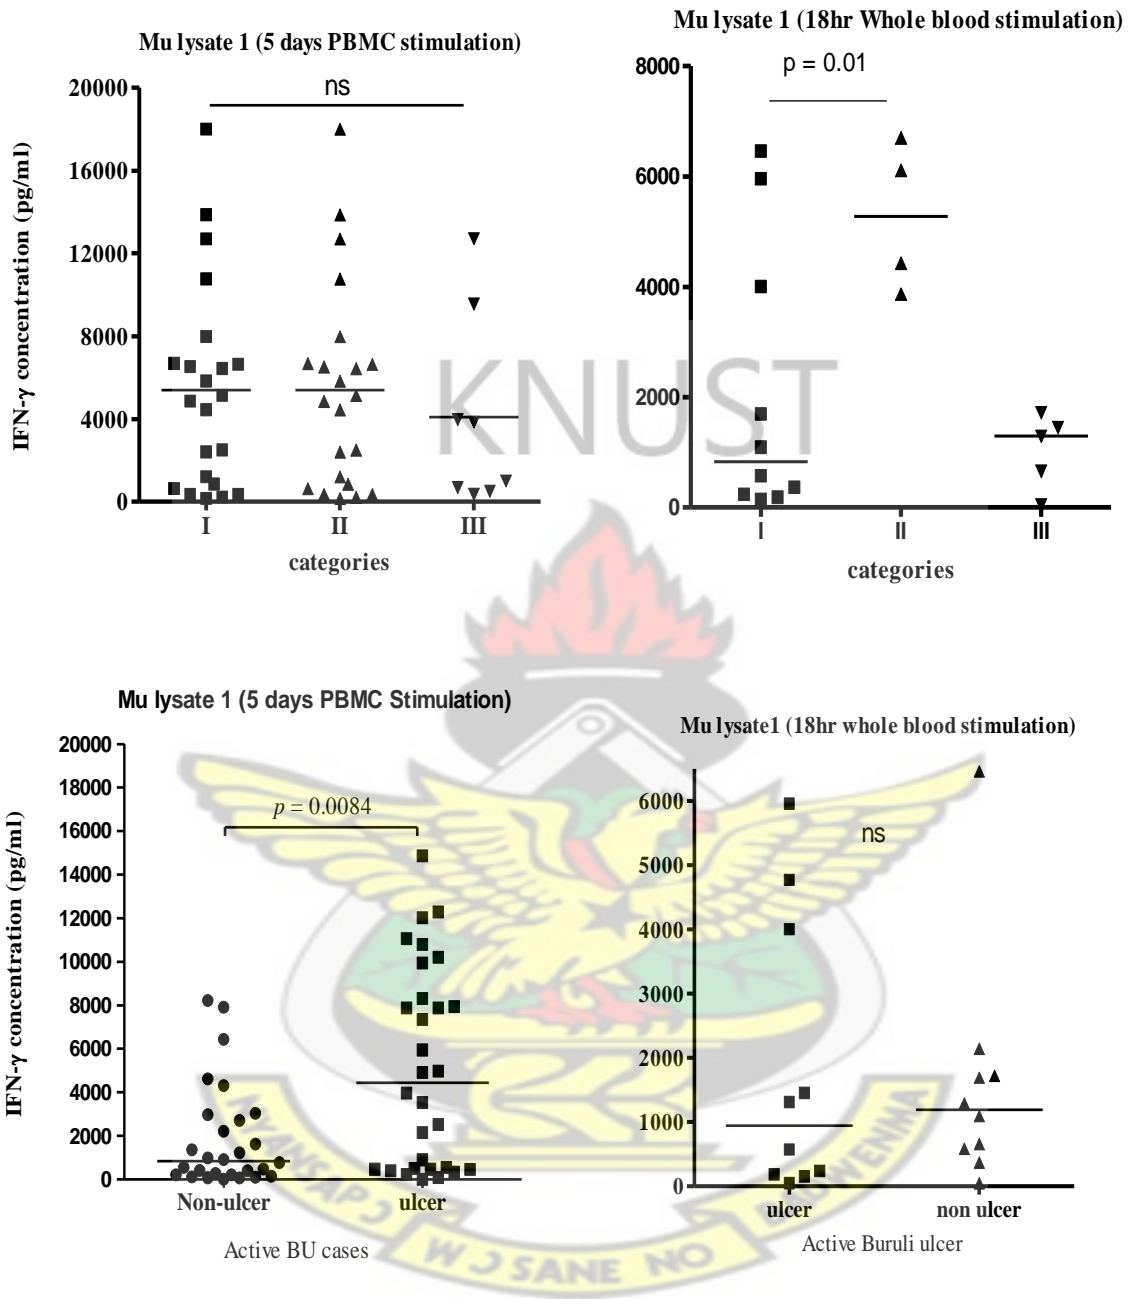 Mu lysate 1 (5 days PBMC stimulation)
IFN-γ concentration (pg/ml)
20000
16000
12000
8000
4000
0
ns
I II III
categories
Mu lysate 1 (18hr Whole blood stimulation)
8000
6000
4000
2000
0
p = 0.01
I II III
categories
KNUST
Mu lysate 1 (5 days PBMC Stimulation)
IFN-γ concentration (pg/ml)
20000
18000
16000
14000
12000
10000
8000
6000
4000
2000
0
p = 0.0084
Non-ulcer ulcer
Active BU cases
Mu lysate1 (18hr whole blood stimulation)
6000
5000
4000
3000
2000
1000
0
ns
ulcer non ulcer
Active Buruli ulcer
NYANSAPƆ
WƆ SANE NO